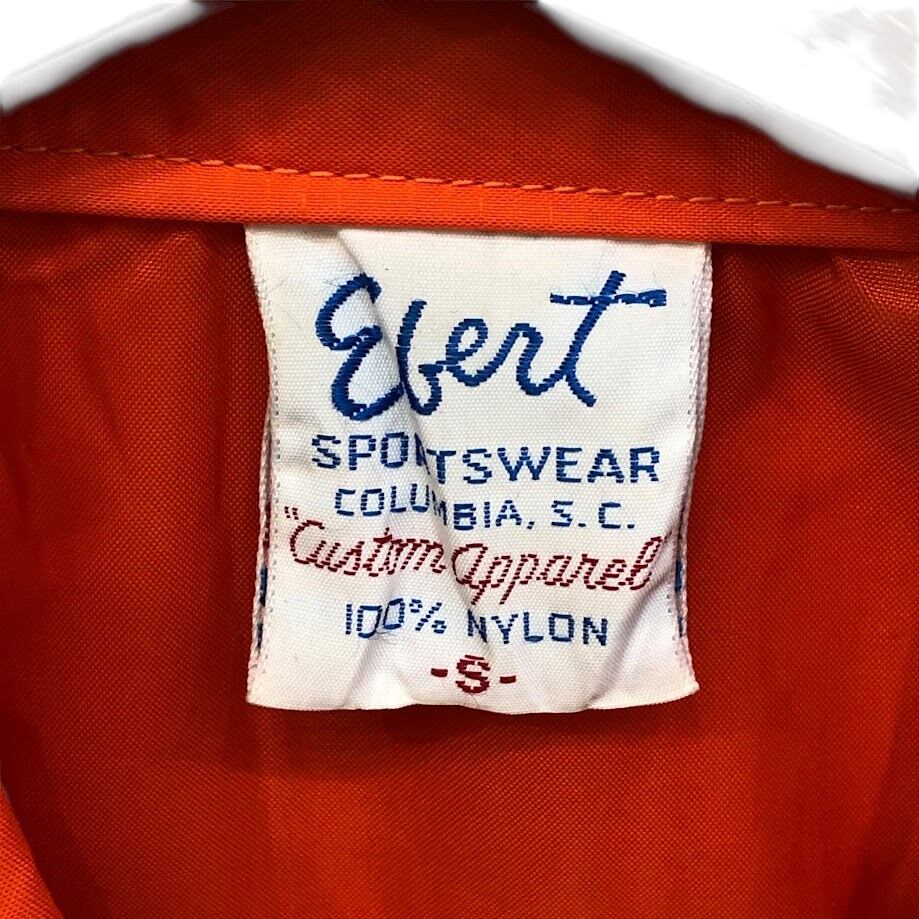 Ebert
SPORTSWEAR
COLUMBIA, S.C.
"Custom Apparel"
100% NYLON
-S-